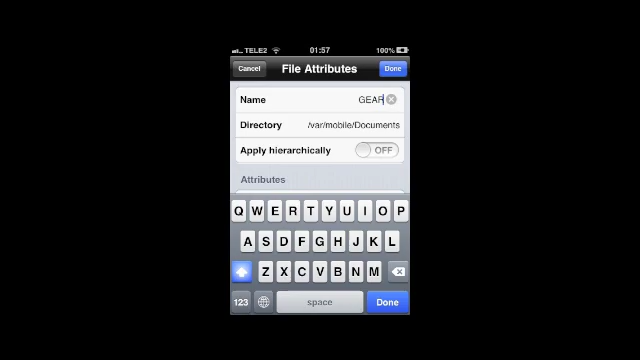 TELE2 01:57 100%
Cancel File Attributes Done
Name GEAR
Directory /var/mobile/Documents
Apply hierarchically OFF
Attributes
Q W E R T Y U I O P
A S D F G H J K L
Z X C V B N M
123 space Done